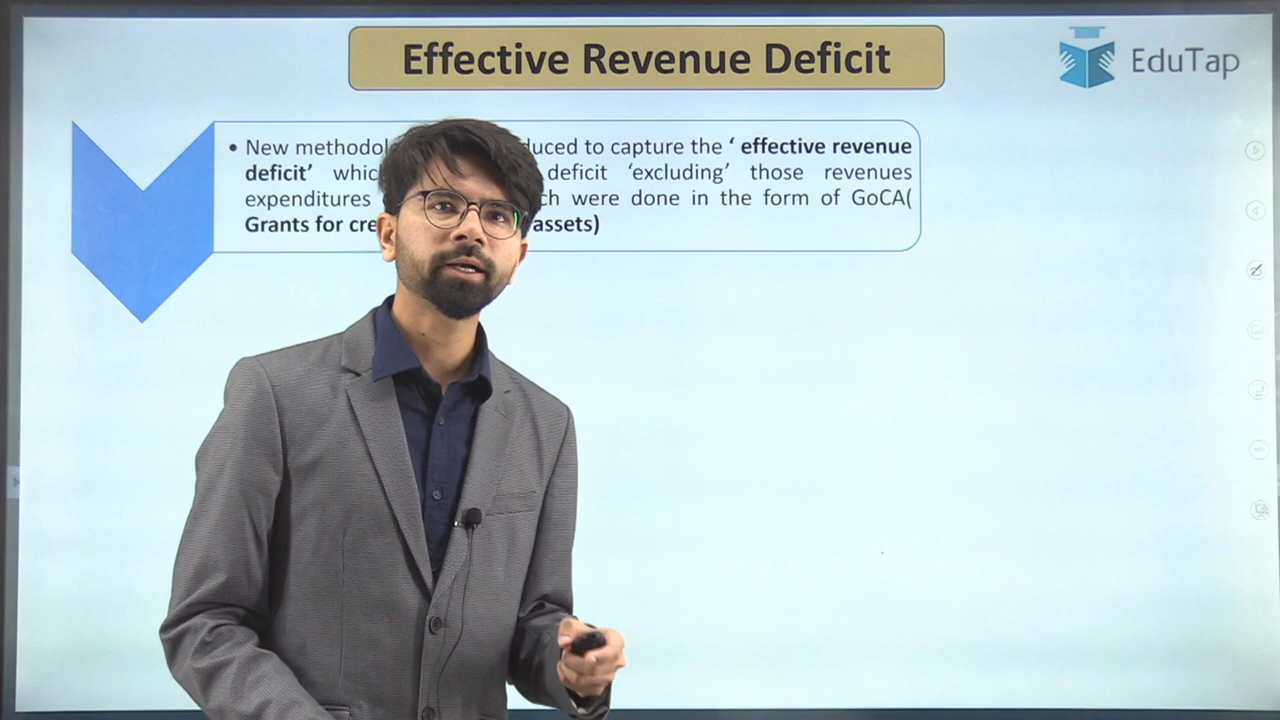 Effective Revenue Deficit
EduTap
• New methodol duced to capture the ‘ effective revenue
deficit’ whic deficit ‘excluding’ those revenues
expenditures ch were done in the form of GoCA(
Grants for cre assets)